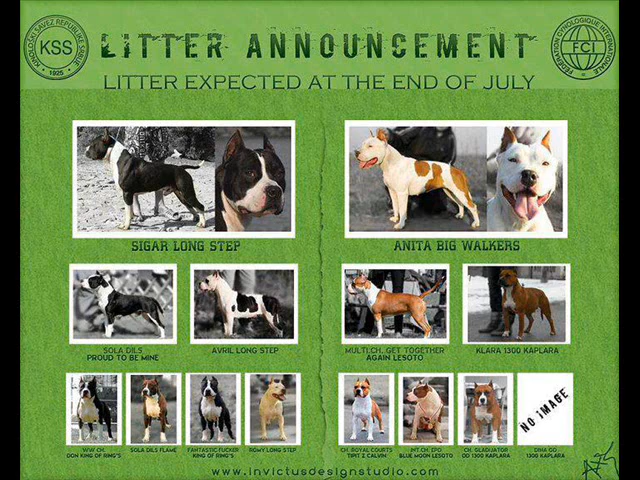 KINOLOŠKI SAVEZ REPUBLIKE SRBIJE
KSS
• 1925 •
LITTER ANNOUNCEMENT
FEDERATION CYNOLOGIQUE INTERNATIONALE
FCI
LITTER EXPECTED AT THE END OF JULY
SIGAR LONG STEP
ANITA BIG WALKERS
SOLA DILS
PROUD TO BE MINE
AVRIL LONG STEP
MULTI.CH. GET TOGETHER
AGAIN LESOTO
KLARA 1300 KAPLARA
WW CH.
DON KING OF RING'S
SOLA DILS FLAME
FANTASTIC FUCKER
KING OF RING'S
ROMY LONG STEP
CH. ROYAL COURTS
TIPIT 2 CALVIN
INT.CH. EPO
BLUE MOON LESOTO
CH. GLADIATOR
OD 1300 KAPLARA
NO IMAGE
DINA OD
1300 KAPLARA
www.invictusdesignstudio.com